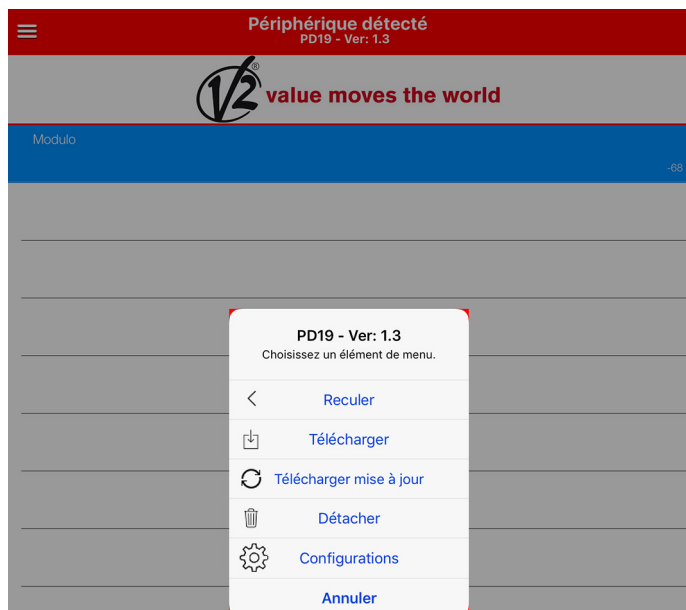 Périphérique détecté
PD19 - Ver: 1.3
V2® value moves the world
Modulo
-68
PD19 - Ver: 1.3
Choisissez un élément de menu.
Reculer
Télécharger
Télécharger mise à jour
Détacher
Configurations
Annuler